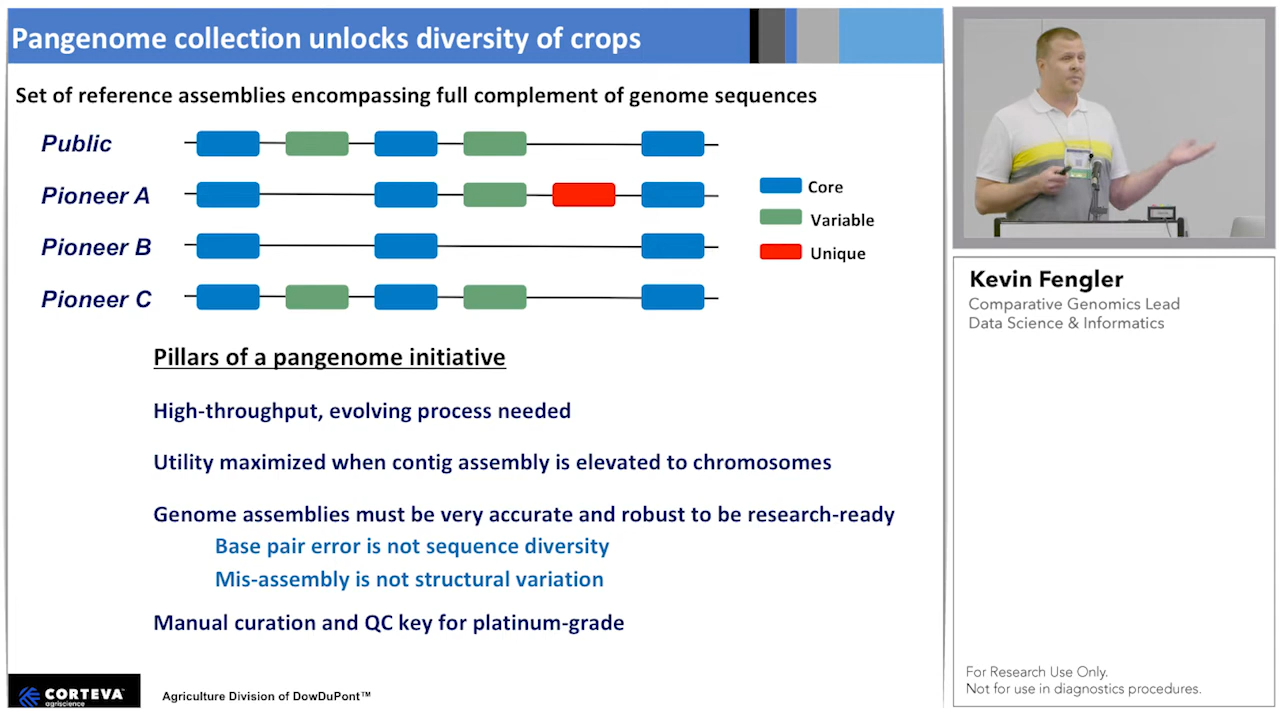 Pangenome collection unlocks diversity of crops
Set of reference assemblies encompassing full complement of genome sequences
Public
Pioneer A
Pioneer B
Pioneer C
Core
Variable
Unique
Pillars of a pangenome initiative
High-throughput, evolving process needed
Utility maximized when contig assembly is elevated to chromosomes
Genome assemblies must be very accurate and robust to be research-ready
Base pair error is not sequence diversity
Mis-assembly is not structural variation
Manual curation and QC key for platinum-grade
CORTEVA™
agriscience
Agriculture Division of DowDuPont™
Kevin Fengler
Comparative Genomics Lead
Data Science & Informatics
For Research Use Only.
Not for use in diagnostics procedures.